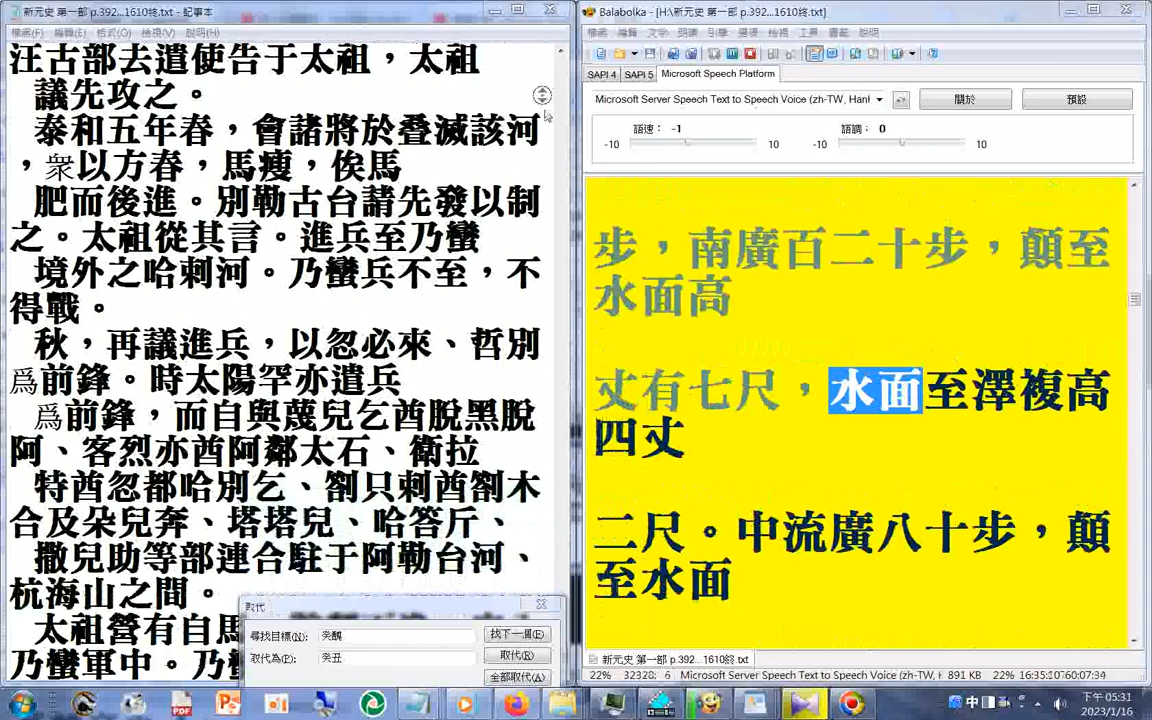 新元史 第一部 p.392...1610終.txt - 記事本
檔案(F) 編輯(E) 格式(O) 檢視(V) 說明(H)
汪古部去遣使告于太祖，太祖
議先攻之。
泰和五年春，會諸將於叠滅該河
，衆以方春，馬瘦，俟馬
肥而後進。別勒古台請先發以制
之。太祖從其言。進兵至乃蠻
境外之哈剌河。乃蠻兵不至，不
得戰。
秋，再議進兵，以忽必來、哲別
爲前鋒。時太陽罕亦遣兵
爲前鋒，而自與蔑兒乞酋脫黑脫
阿、客烈亦酋阿鄰太石、衛拉
特酋忽都哈別乞、劄只剌酋劄木
合及朵兒奔、塔塔兒、哈答斤、
撒兒助等部連合駐于阿勒台河、
杭海山之間。
太祖營有自馬
乃蠻軍中。乃
取代
尋找目標(N):
癸醜
找下一個(F)
取代為(P):
癸丑
取代(R)
全部取代(A)
Balabolka - [H:\新元史 第一部 p.392...1610終.txt]
檔案 編輯 文字 朗讀 引擎 選項 檢視 工具 書籤 說明
SAPI 4 SAPI 5 Microsoft Speech Platform
Microsoft Server Speech Text to Speech Voice (zh-TW, Hanl
關於
預設
語速： -1
語調： 0
-10 10 -10 10
步，南廣百二十步，顛至
水面高
丈有七尺，水面至澤複高
四丈
二尺。中流廣八十步，顛
至水面
新元史 第一部 p.392...1610終.txt
22% 32328: 6 Microsoft Server Speech Text to Speech Voice (zh-TW, H 891 KB 22% 16:35:10
中
下午 05:31
2023/1/16